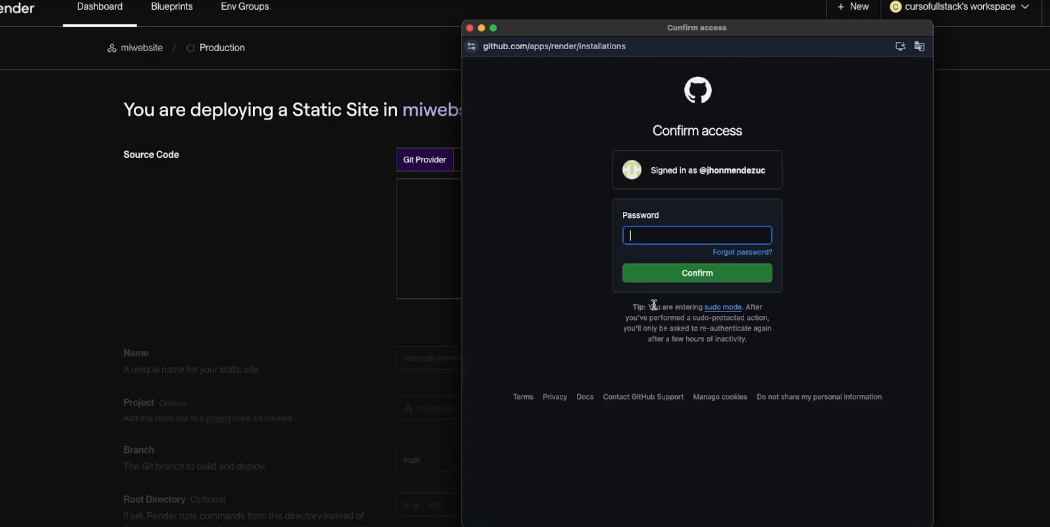 ender
Dashboard
Blueprints
Env Groups
+ New
C cursofullstack's workspace
miwebsite / Production
You are deploying a Static Site in miwebs
Source Code
Git Provider
Name
A unique name for your static site.
example-service
Project Optional
Add this static site to a project once it's created.
miwebsite
Branch
The Git branch to build and deploy.
main
Root Directory Optional
If set, Render runs commands from this directory instead of
e.g. src
Confirm access
github.com/apps/render/installations
Confirm access
Signed in as @jhonmendezuc
Password
Forgot password?
Confirm
Tip: You are entering sudo mode. After
you've performed a sudo-protected action,
you'll only be asked to re-authenticate again
after a few hours of inactivity.
Terms
Privacy
Docs
Contact GitHub Support
Manage cookies
Do not share my personal information